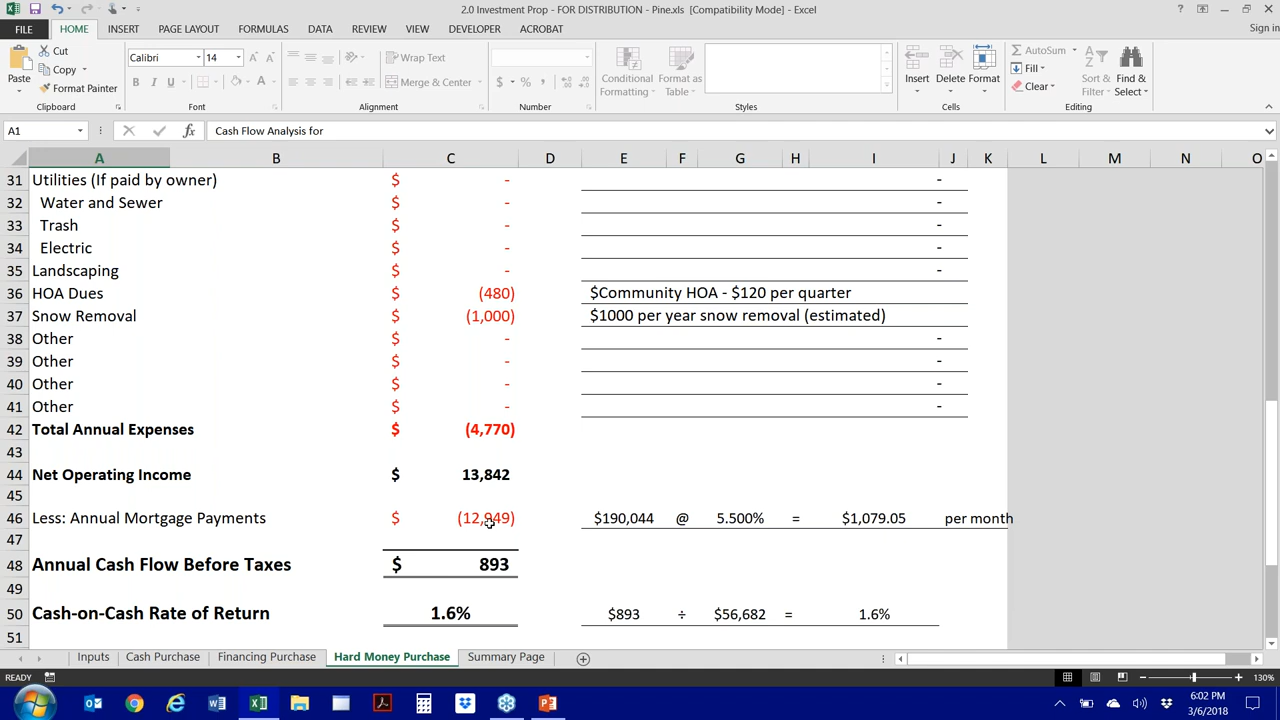 2.0 Investment Prop - FOR DISTRIBUTION - Pine.xls [Compatibility Mode] - Excel
?
FILE HOME INSERT PAGE LAYOUT FORMULAS DATA REVIEW VIEW DEVELOPER ACROBAT Sign in
Paste Cut Copy Format Painter
Calibri 14
B I U A
Wrap Text
Merge & Center
$ % ,
Conditional Formatting Format as Table
Insert Delete Format
AutoSum Fill Clear
Sort & Filter Find & Select
Clipboard Font Alignment Number Styles Cells Editing
A1 fx Cash Flow Analysis for
A B C D E F G H I J K L M N O
31 Utilities (If paid by owner) $ - -
32 Water and Sewer $ - -
33 Trash $ - -
34 Electric $ - -
35 Landscaping $ - -
36 HOA Dues $ (480) $Community HOA - $120 per quarter
37 Snow Removal $ (1,000) $1000 per year snow removal (estimated)
38 Other $ - -
39 Other $ - -
40 Other $ - -
41 Other $ - -
42 Total Annual Expenses $ (4,770)
43
44 Net Operating Income $ 13,842
45
46 Less: Annual Mortgage Payments $ (12,949) $190,044 @ 5.500% = $1,079.05 per month
47
48 Annual Cash Flow Before Taxes $ 893
49
50 Cash-on-Cash Rate of Return 1.6% $893 ÷ $56,682 = 1.6%
51
Inputs Cash Purchase Financing Purchase Hard Money Purchase Summary Page
READY 130%
6:02 PM
3/6/2018